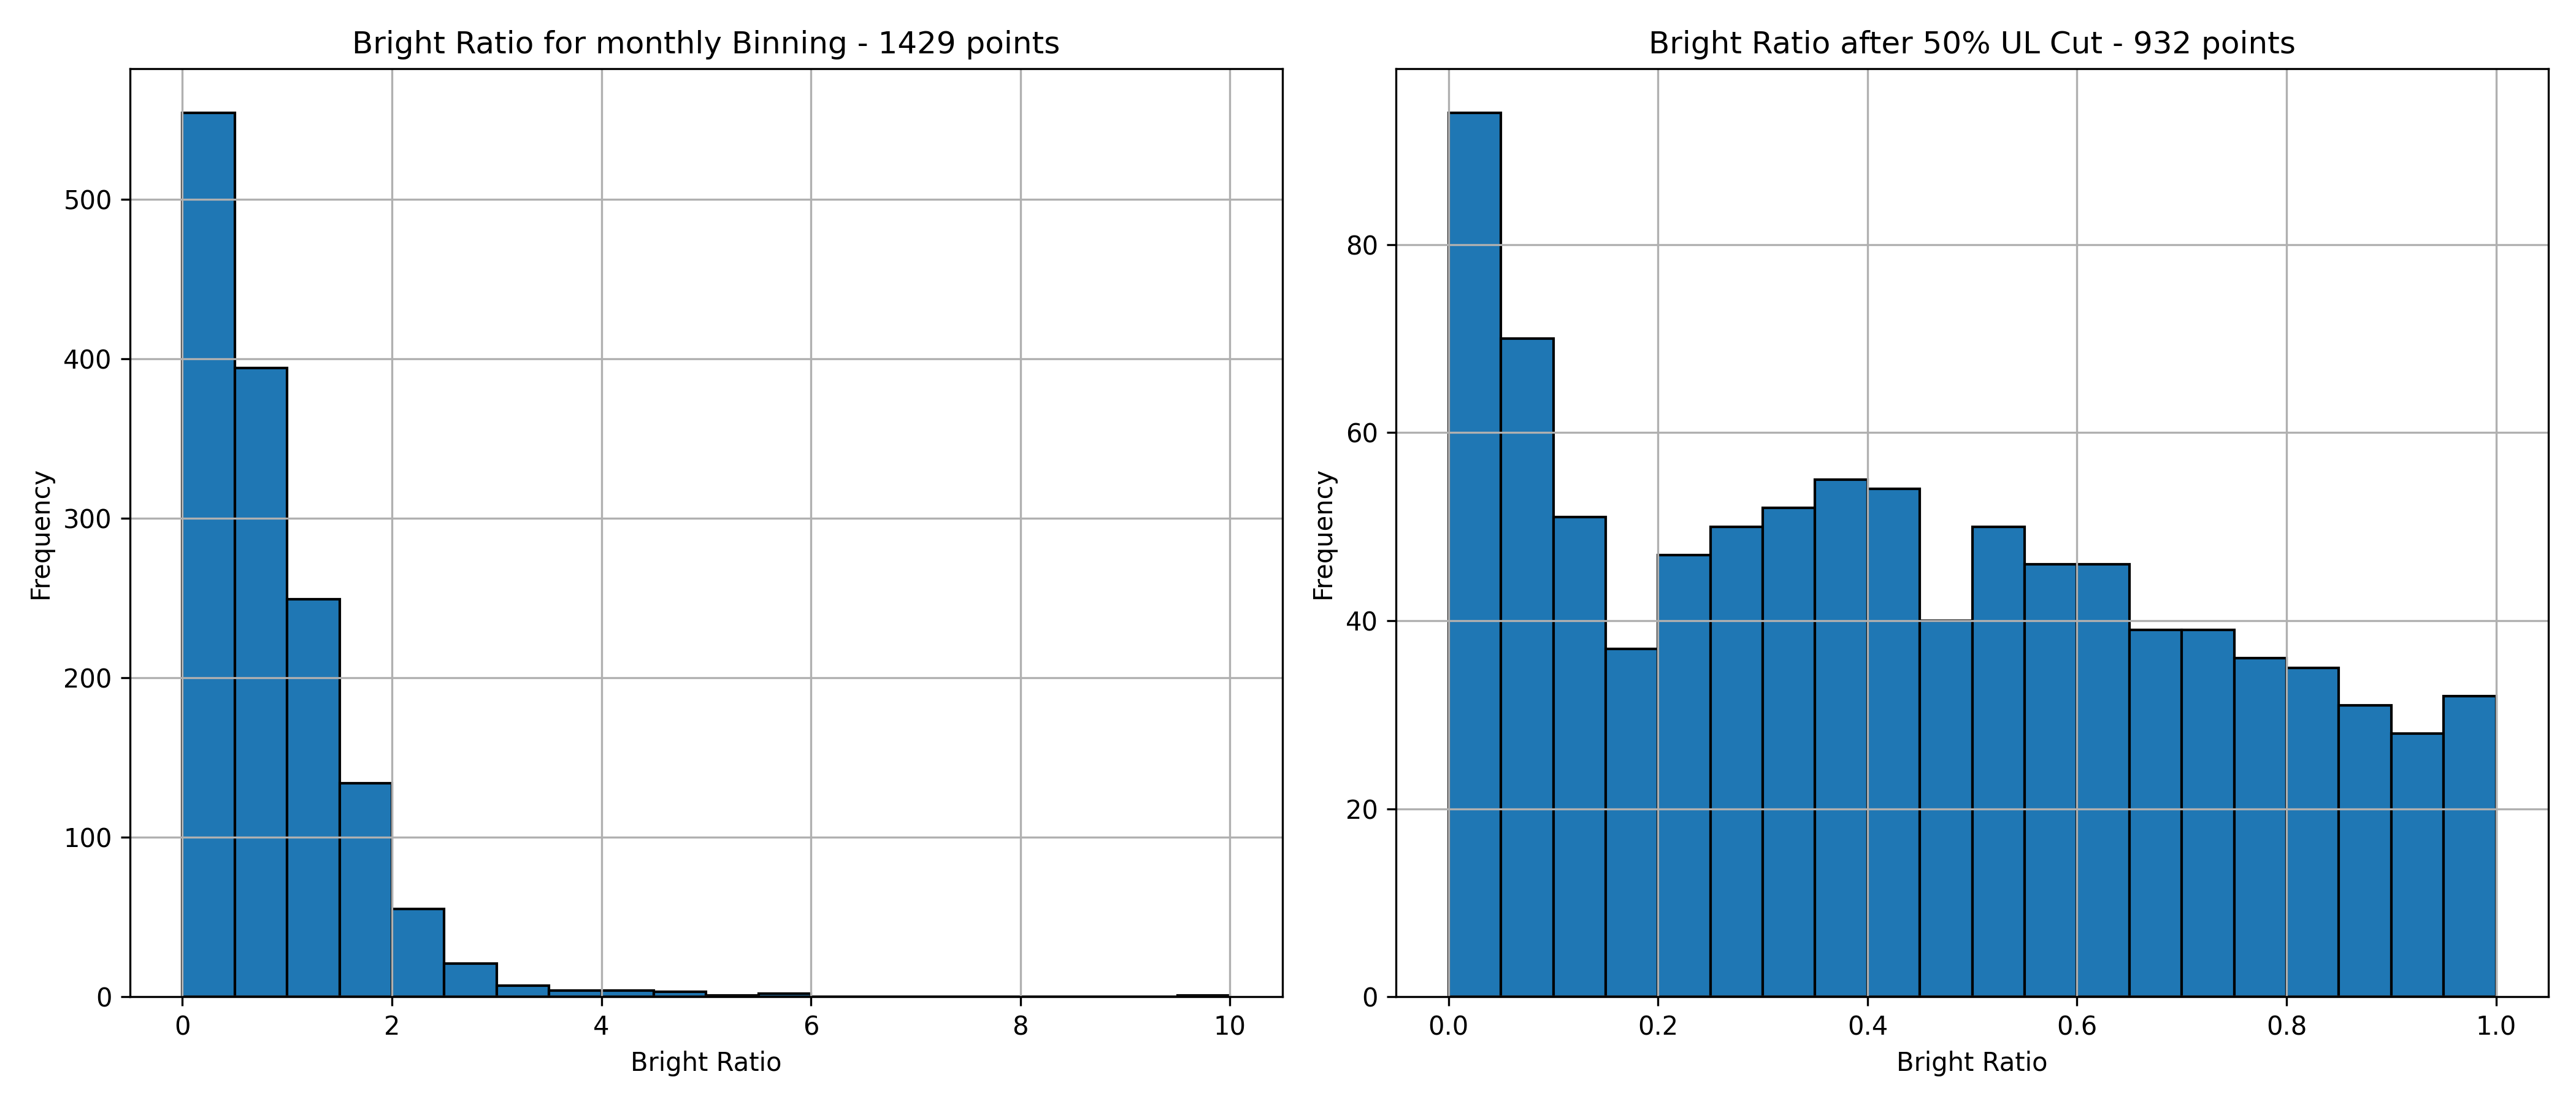 Bright Ratio for monthly Binning - 1429 points
Frequency
500
400
300
200
100
0
0 2 4 6 8 10
Bright Ratio
Bright Ratio after 50% UL Cut - 932 points
Frequency
80
60
40
20
0
0.0 0.2 0.4 0.6 0.8 1.0
Bright Ratio